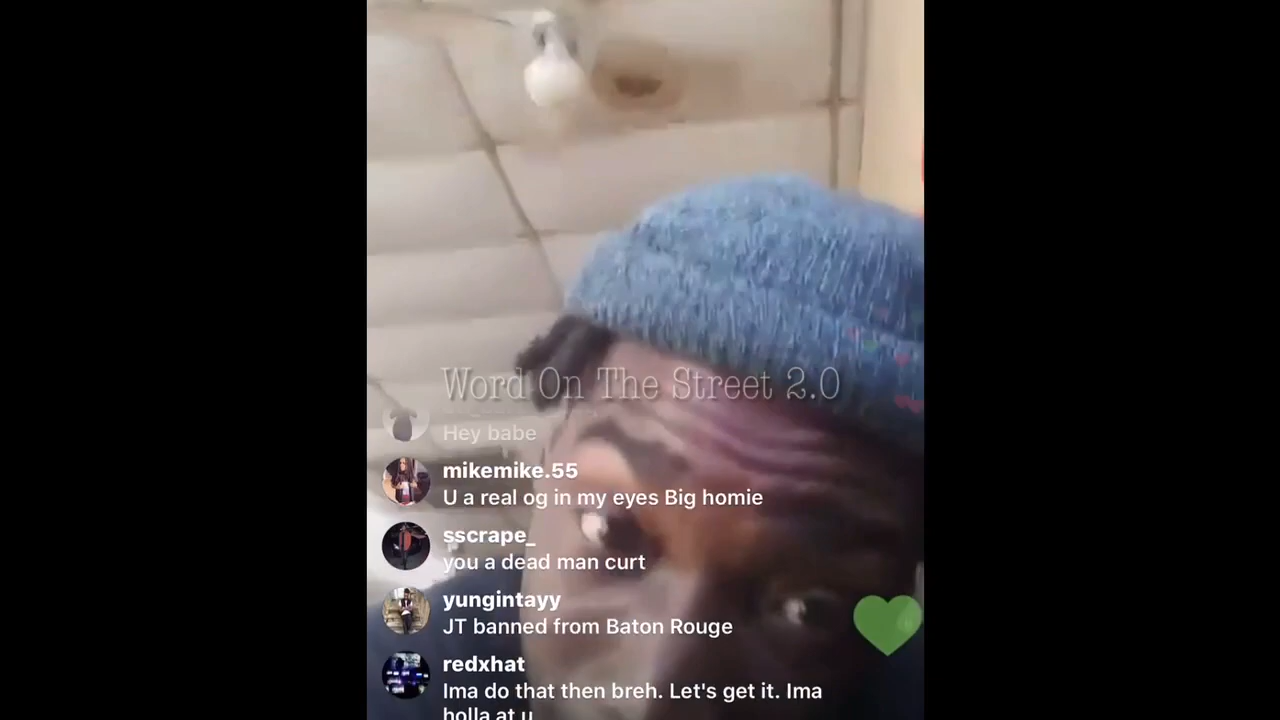 Word On The Street 2.0
Hey babe
mikemike.55
U a real og in my eyes Big homie
sscrape_
you a dead man curt
yungintayy
JT banned from Baton Rouge
redxhat
Ima do that then breh. Let's get it. Ima
holla at u